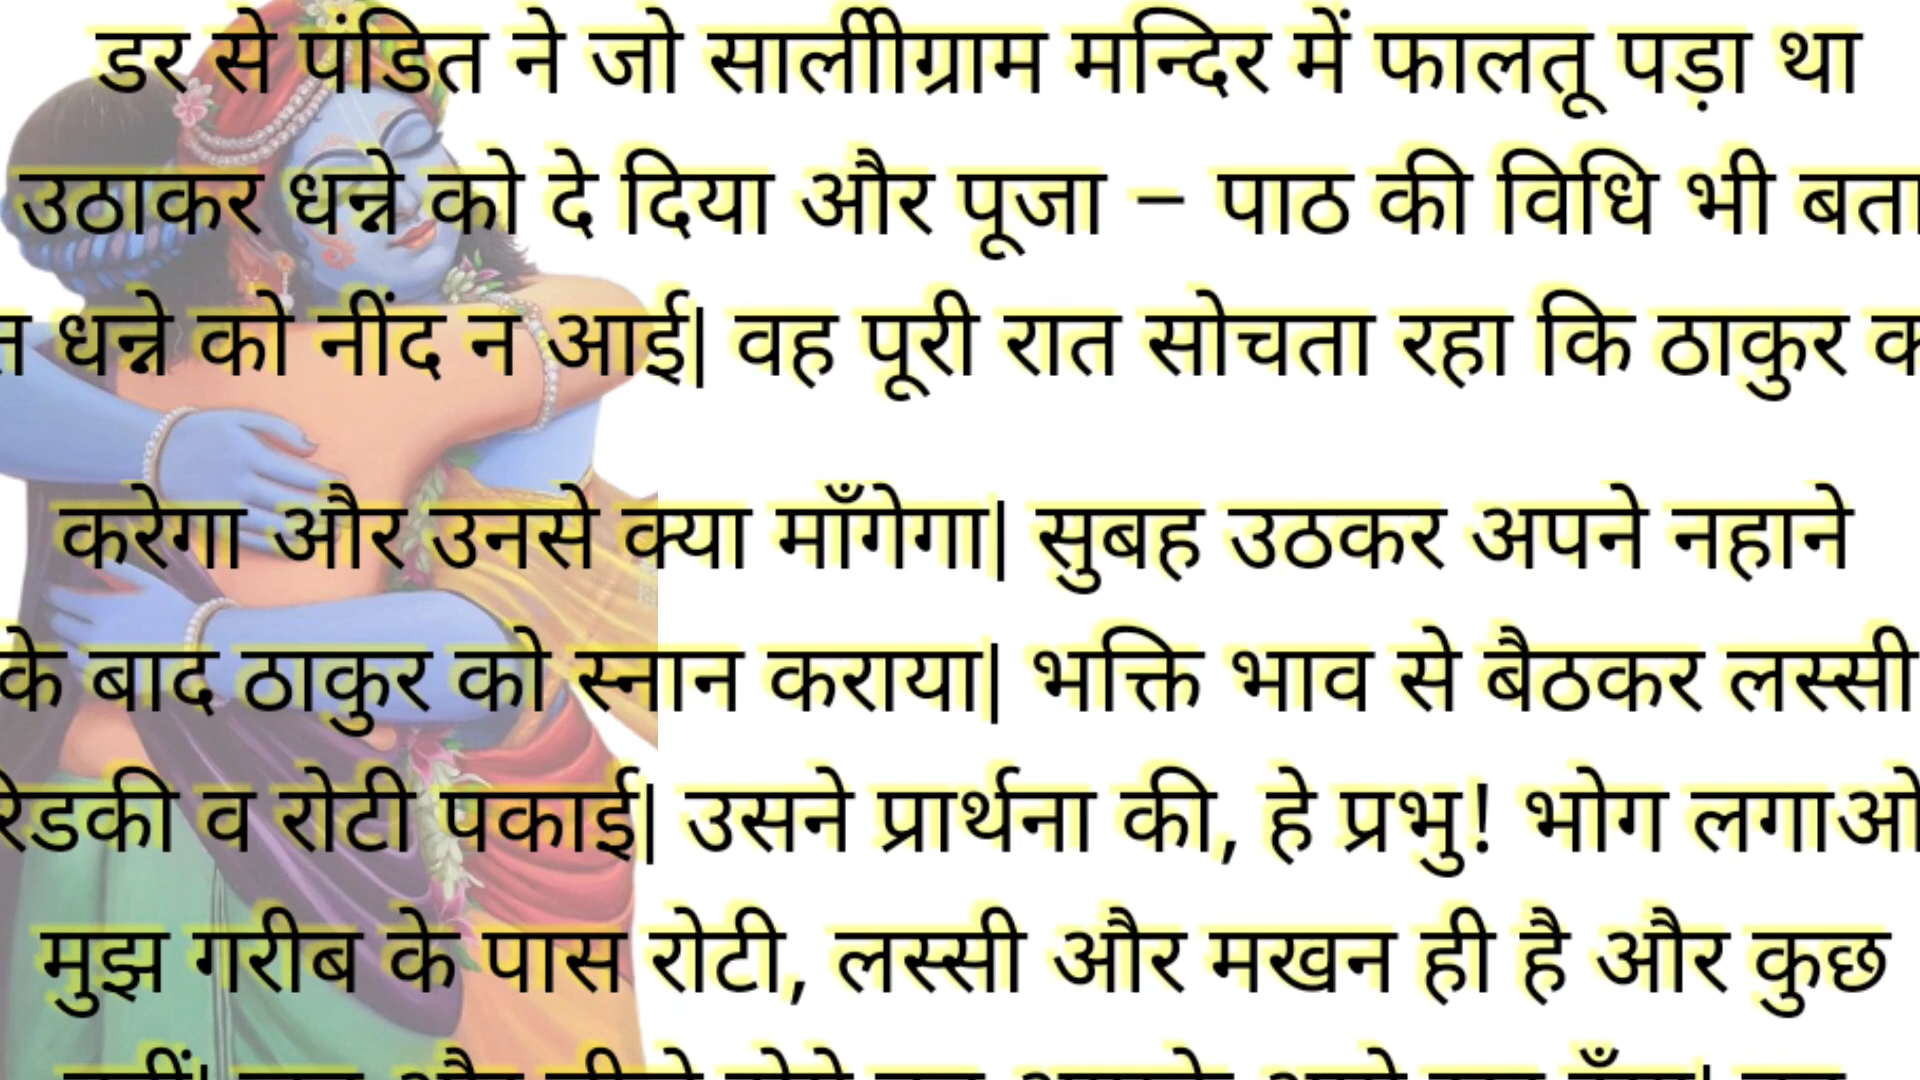 डर से पंडित ने जो सालीीग्राम मन्दिर में फालतू पड़ा था
उठाकर धन्ने को दे दिया और पूजा – पाठ की विधि भी बता
धन्ने को नींद न आई| वह पूरी रात सोचता रहा कि ठाकुर
करेगा और उनसे क्या माँगेगा| सुबह उठकर अपने नहाने
के बाद ठाकुर को स्नान कराया| भक्ति भाव से बैठकर लस्सी
रिडकी व रोटी पकाई| उसने प्रार्थना की, हे प्रभु! भोग लगाओ
मुझ गरीब के पास रोटी, लस्सी और मखन ही है और कुछ